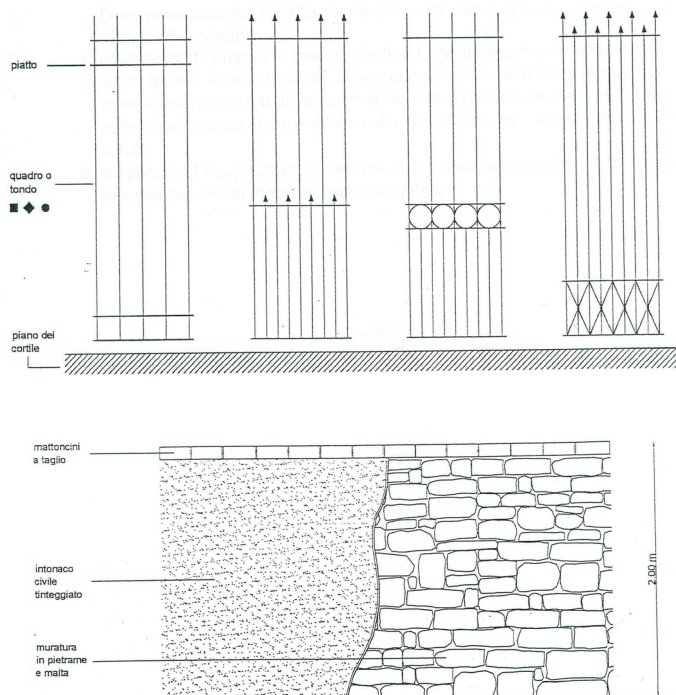 piatto
quadro o
tondo
piano del
cortile
mattoncini
a taglio
intonaco
civile
tinteggiato
muratura
in pietrame
e malta
2.00 m